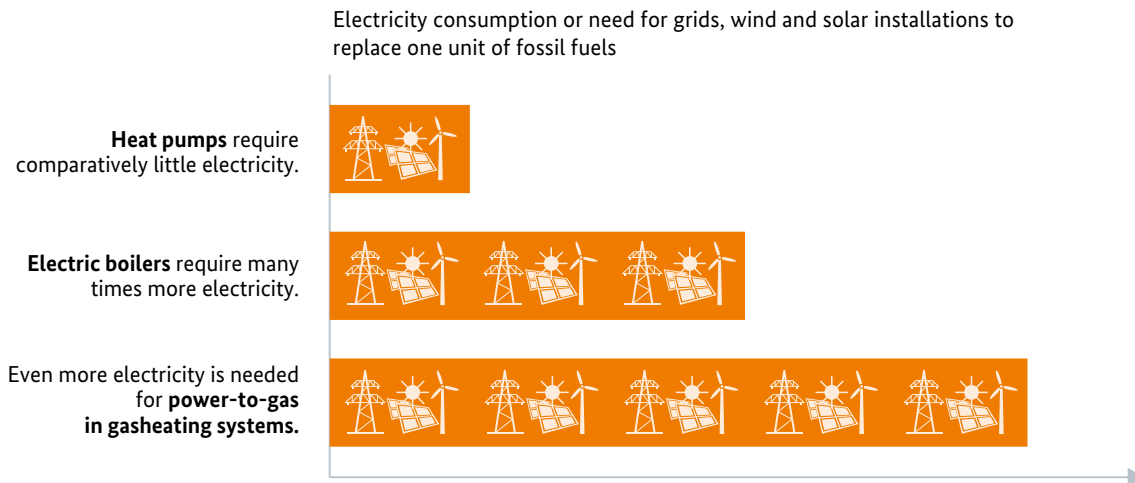 Electricity consumption or need for grids, wind and solar installations to
replace one unit of fossil fuels
Heat pumps require
comparatively little electricity.
Electric boilers require many
times more electricity.
Even more electricity is needed
for power-to-gas
in gasheating systems.